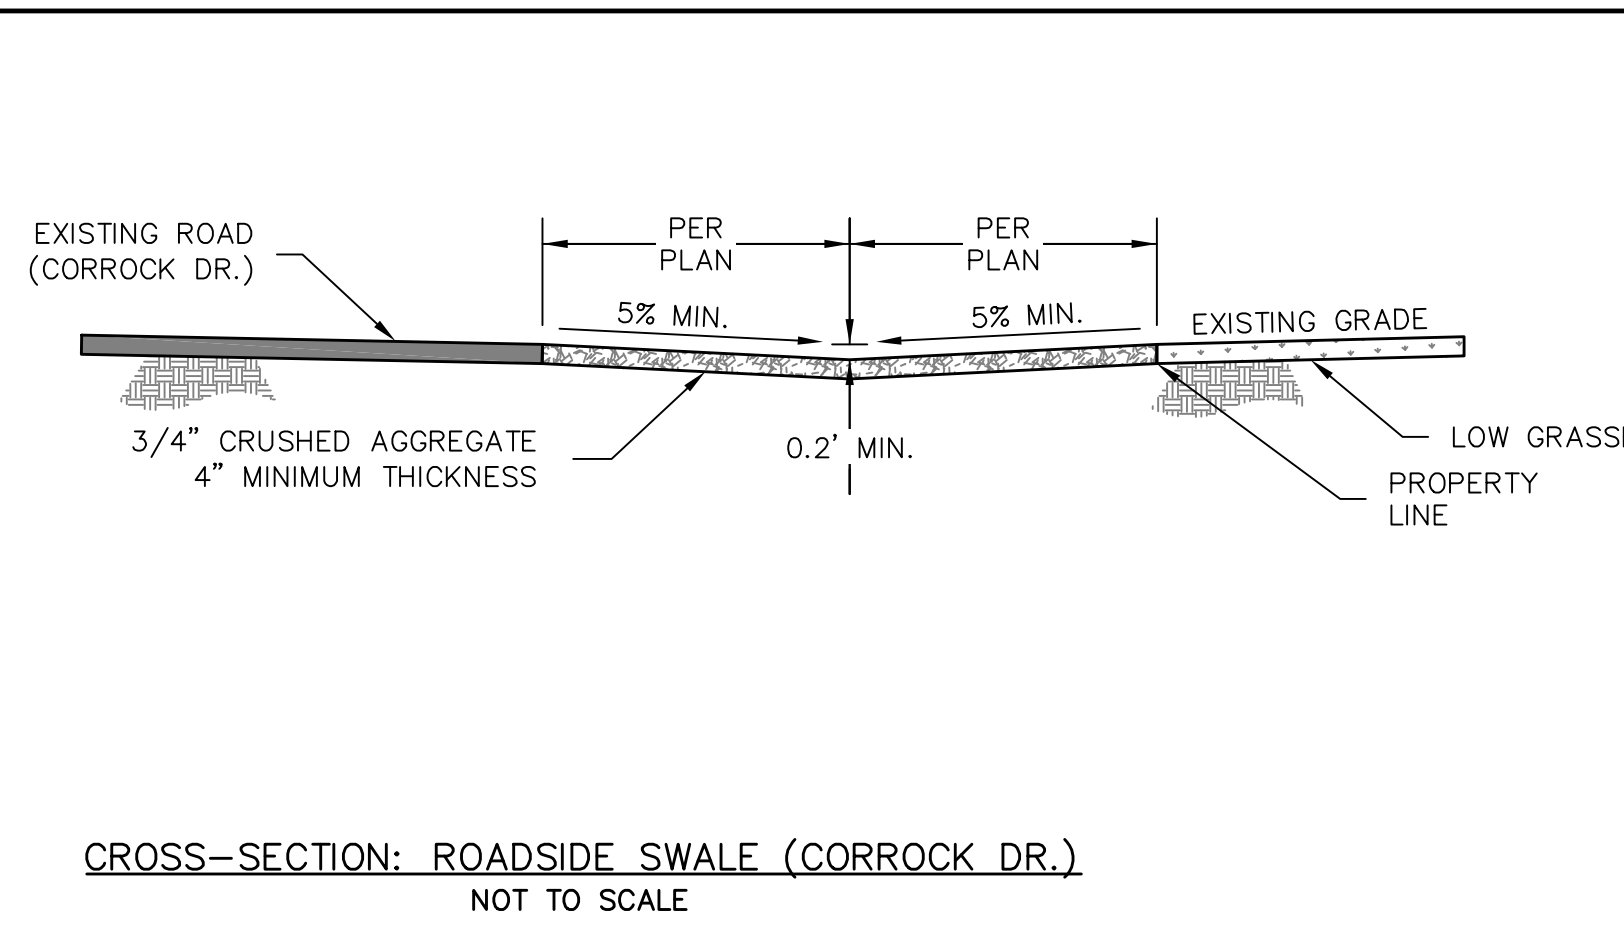 EXISTING ROAD
(CORROCK DR.)
PER
PLAN
PER
PLAN
5% MIN.
5% MIN.
EXISTING GRADE
3/4” CRUSHED AGGREGATE
4” MINIMUM THICKNESS
0.2’ MIN.
LOW
PROPERTY
LINE
CROSS-SECTION: ROADSIDE SWALE (CORROCK DR.)
NOT TO SCALE